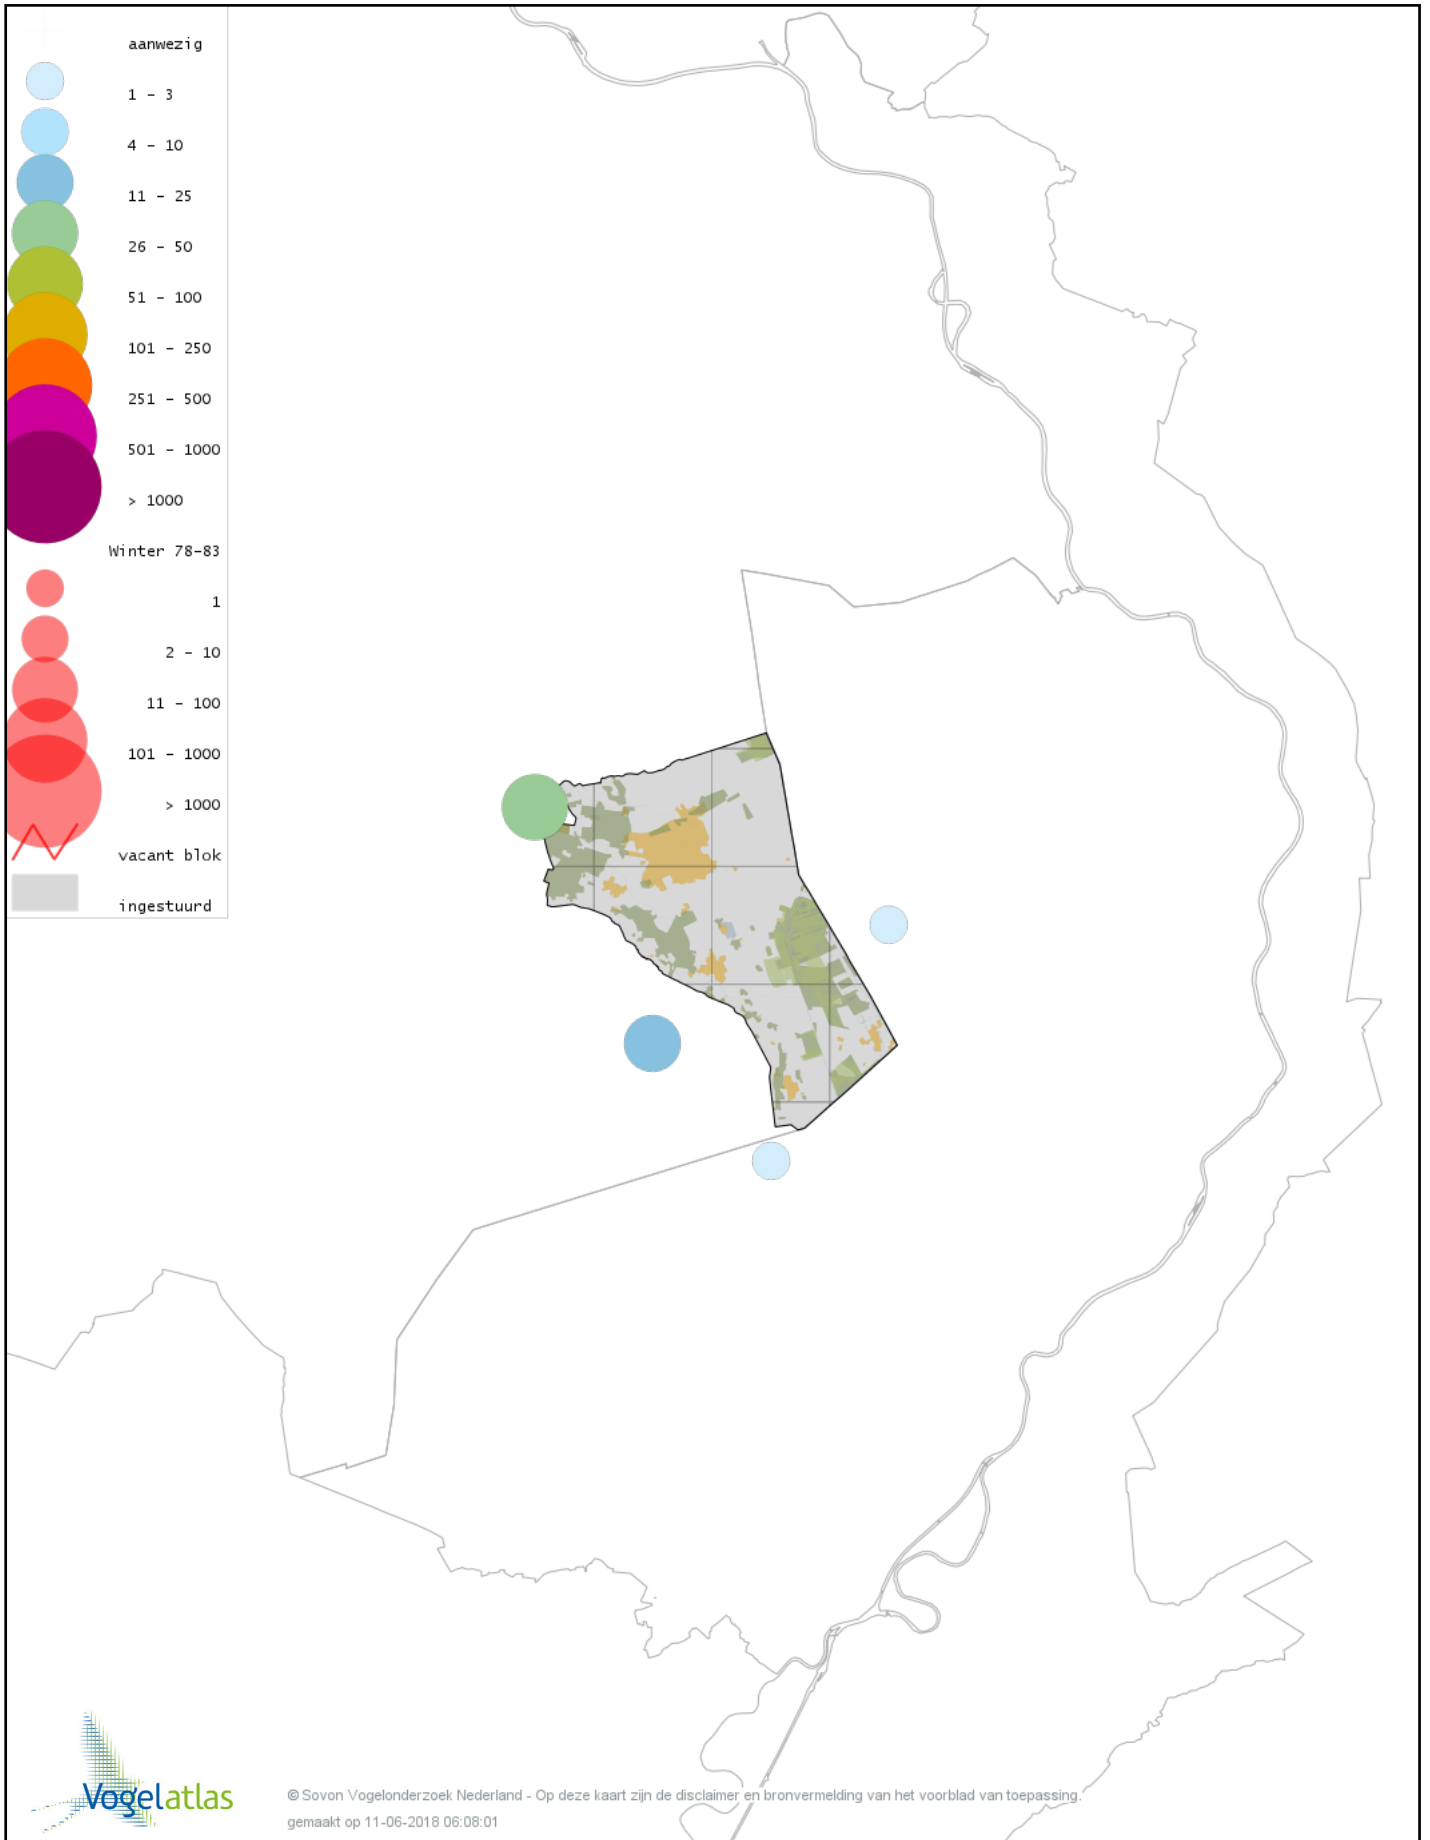 aanwezig
1 - 3
4 - 10
11 - 25
26 - 50
51 - 100
101 - 250
251 - 500
501 - 1000
> 1000
Winter 78-83
1
2 - 10
11 - 100
101 - 1000
> 1000
vacant blok
ingestuurd
Vogelatlas
© Sovon Vogelonderzoek Nederland - Op deze kaart zijn de disclaimer en bronvermelding van het voorblad van toepassing.
gemaakt op 11-06-2018 06:08:01